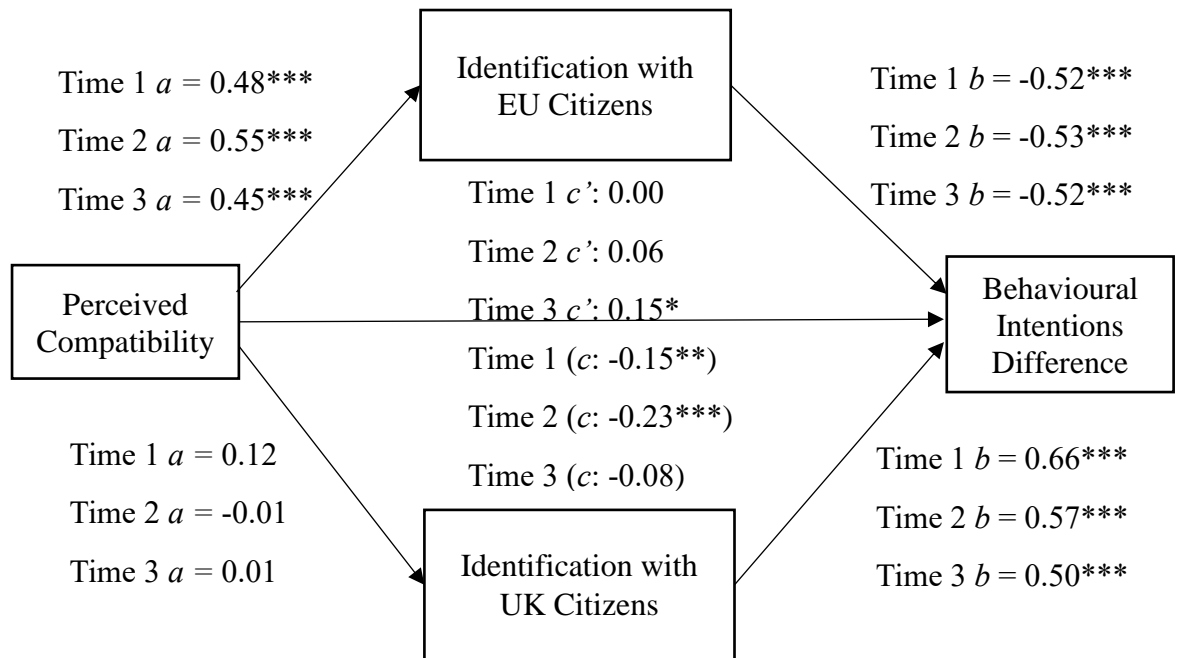 Identification with
EU Citizens
Time 1 a = 0.48***
Time 2 a = 0.55***
Time 3 a = 0.45***
Time 1 b = -0.52***
Time 2 b = -0.53***
Time 3 b = -0.52***
Time 1 c’: 0.00
Time 2 c’: 0.06
Time 3 c’: 0.15*
Perceived
Compatibility
Behavioural
Intentions
Difference
Time 1 (c: -0.15**)
Time 2 (c: -0.23***)
Time 3 (c: -0.08)
Time 1 a = 0.12
Time 2 a = -0.01
Time 3 a = 0.01
Time 1 b = 0.66***
Time 2 b = 0.57***
Time 3 b = 0.50***
Identification with
UK Citizens